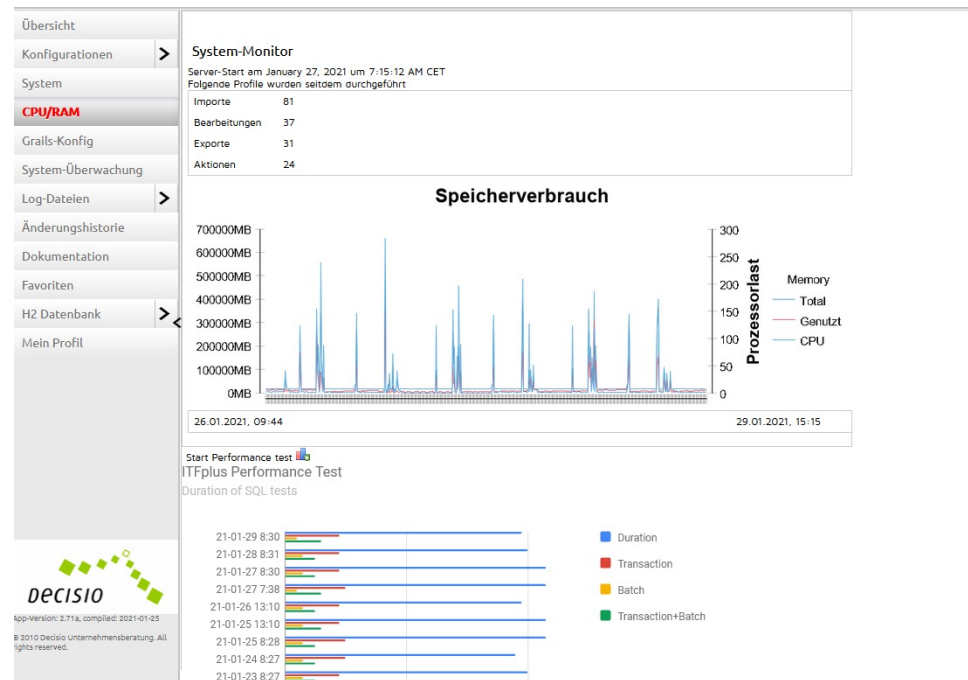 Übersicht
Konfigurationen
System
CPU/RAM
Grails-Konfig
System-Überwachung
Log-Dateien
Änderungshistorie
Dokumentation
Favoriten
H2 Datenbank
Mein Profil
DECISIO
App-Version: 2.71a, compiled: 2021-01-25
© 2010 Decisio Unternehmensberatung. All
rights reserved.
System-Monitor
Server-Start am January 27, 2021 um 7:15:12 AM CET
Folgende Profile wurden seitdem durchgeführt
Importe 81
Bearbeitungen 37
Exporte 31
Aktionen 24
Speicherverbrauch
700000MB
600000MB
500000MB
400000MB
300000MB
200000MB
100000MB
0MB
300
250
200
150
100
50
0
Prozessorlast
Memory
Total
Genutzt
CPU
26.01.2021, 09:44 29.01.2021, 15:15
Start Performance test
ITFplus Performance Test
Duration of SQL tests
21-01-29 8:30
21-01-28 8:31
21-01-27 8:30
21-01-27 7:38
21-01-26 13:10
21-01-25 13:10
21-01-25 8:28
21-01-24 8:27
21-01-23 8:27
Duration
Transaction
Batch
Transaction+Batch